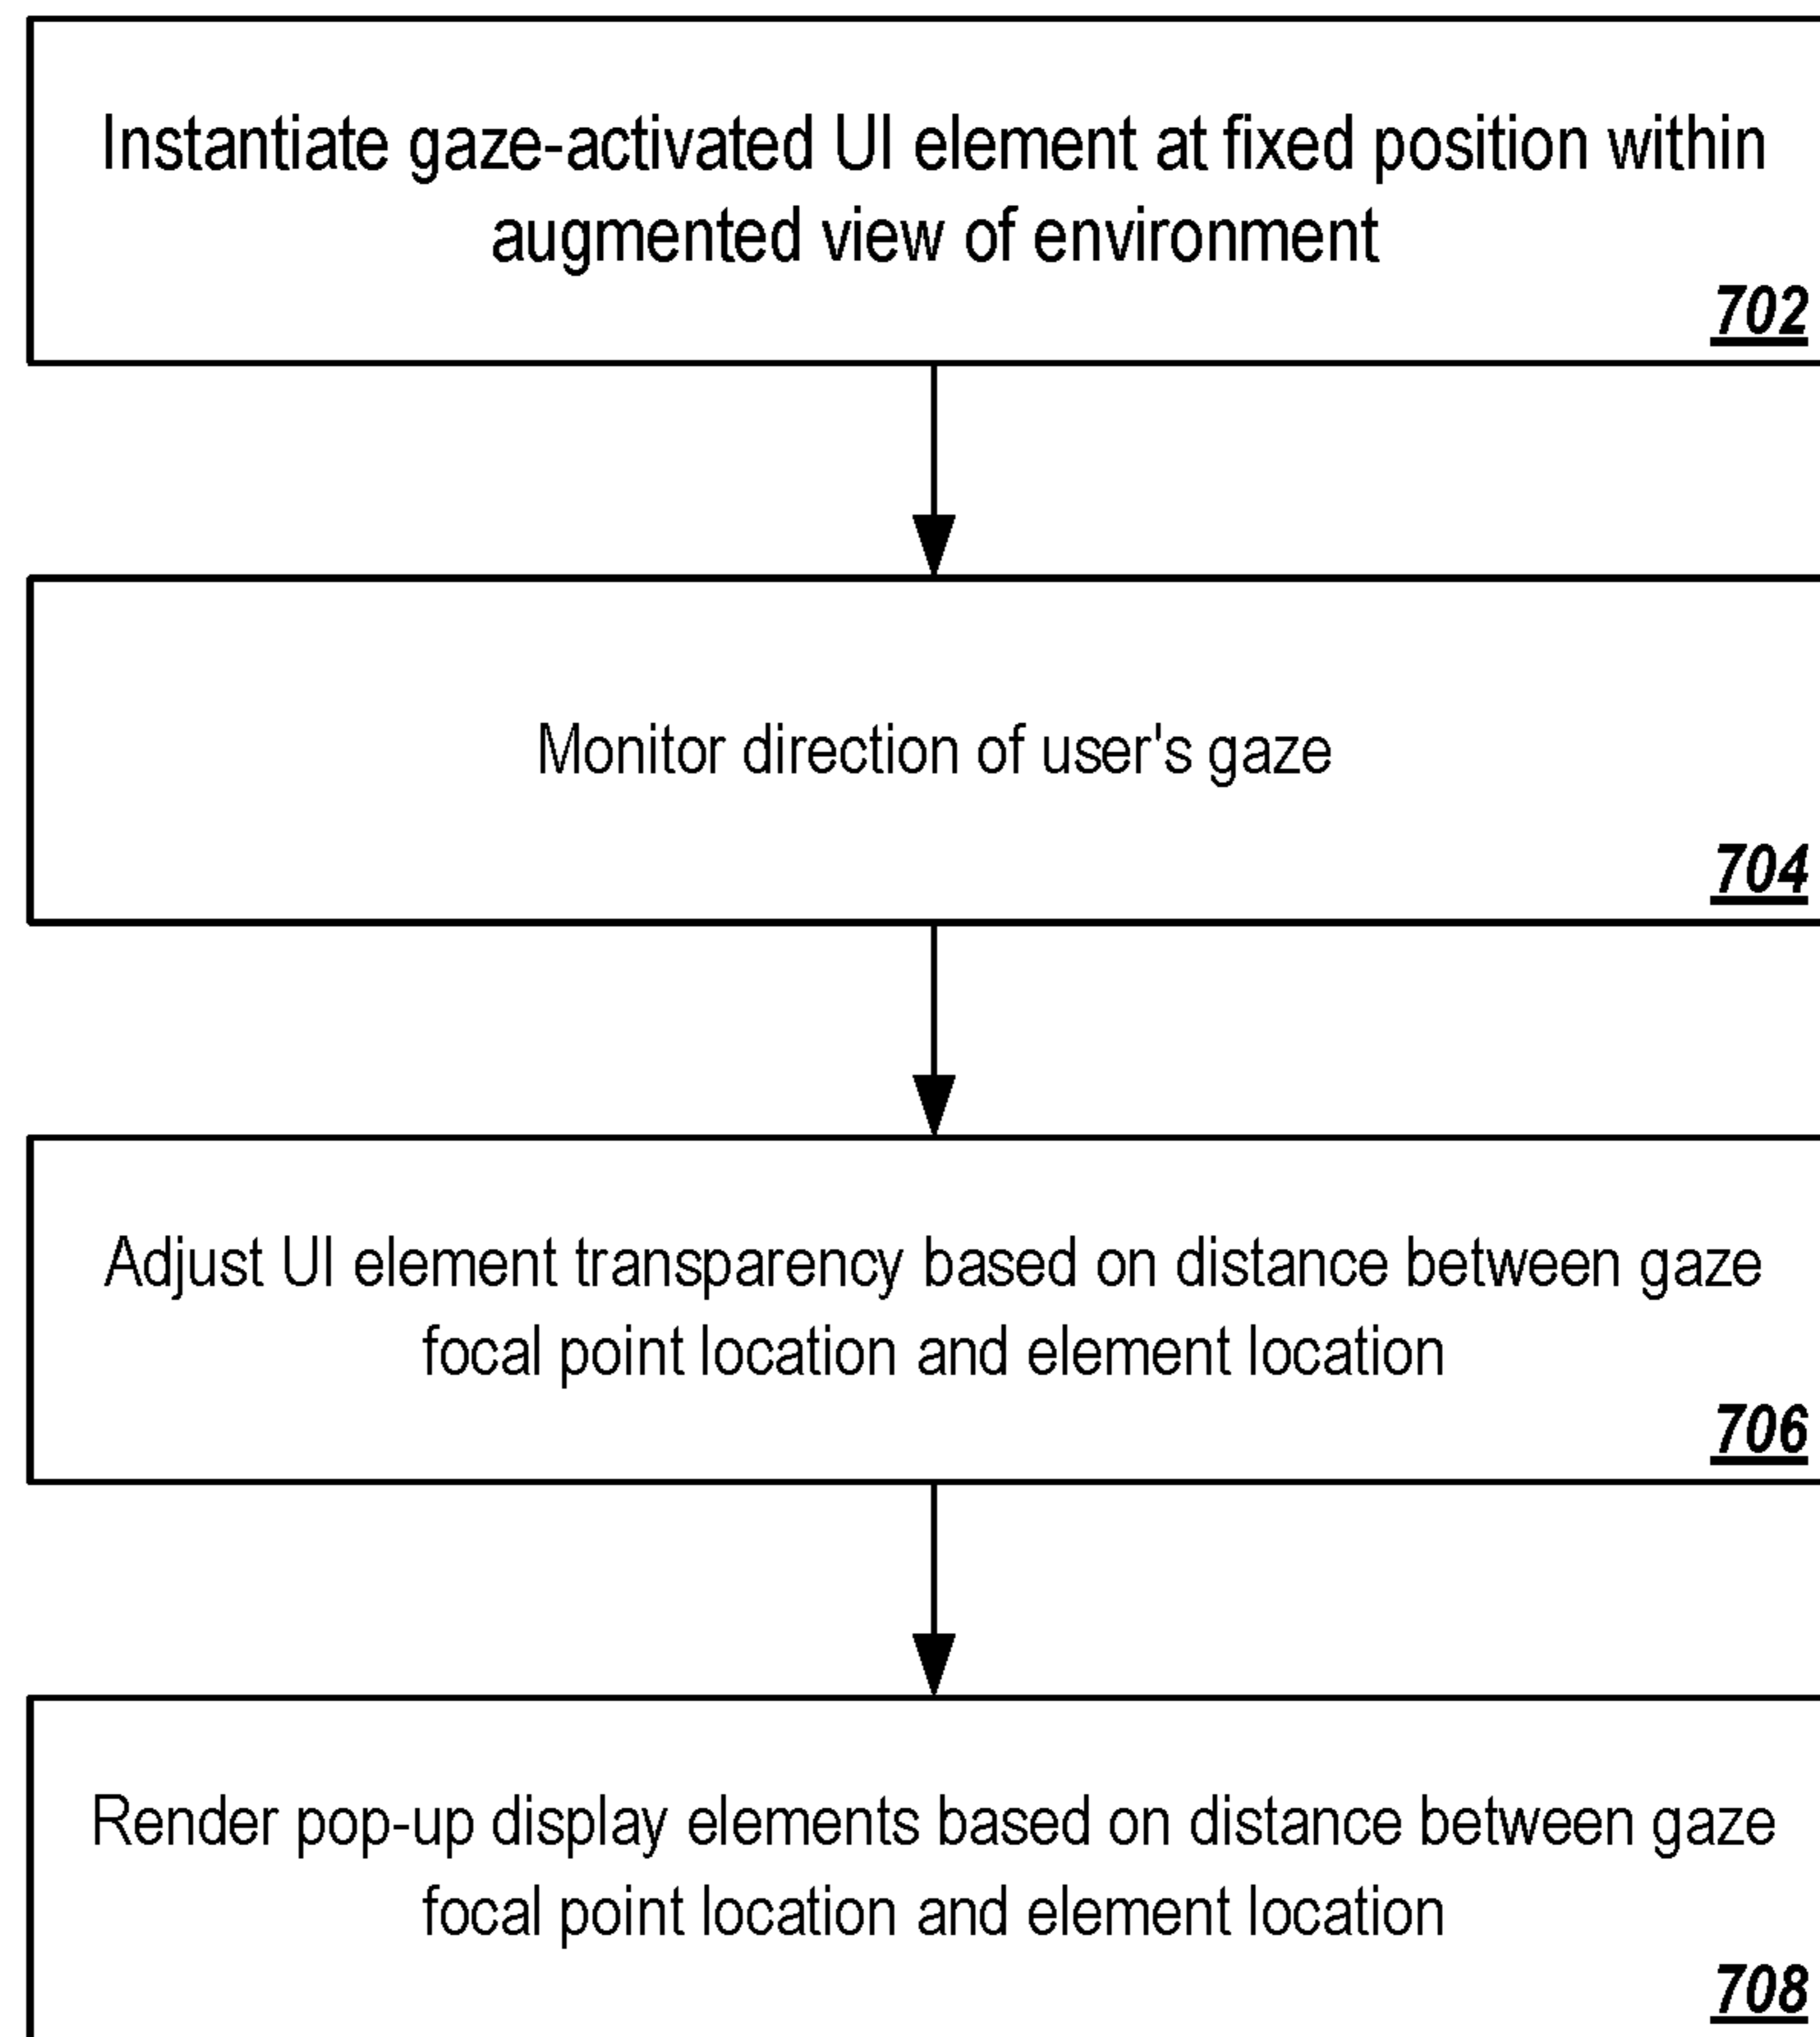 Instantiate gaze-activated UI element at fixed position within
augmented view of environment
702
Monitor direction of user's gaze
704
Adjust UI element transparency based on distance between gaze
focal point location and element location
706
Render pop-up display elements based on distance between gaze
focal point location and element location
708